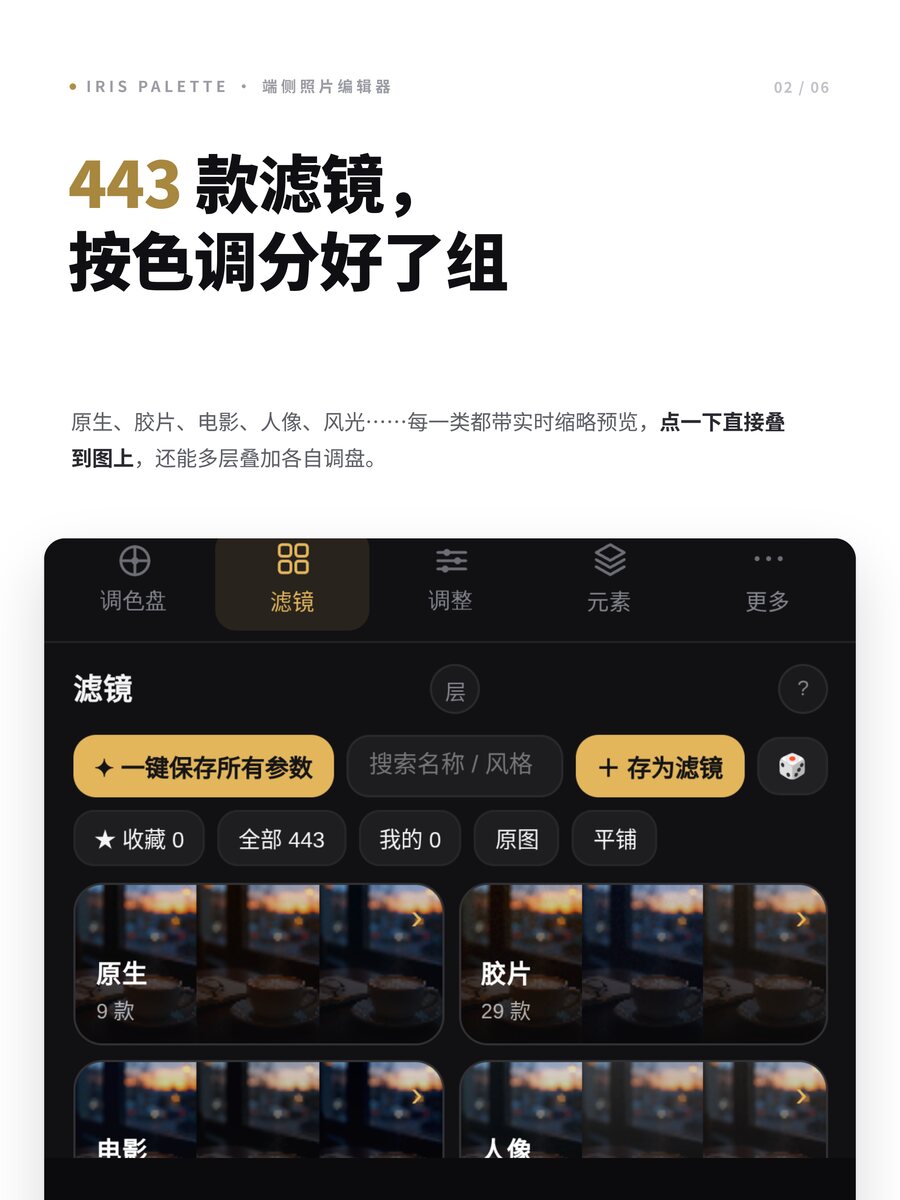 IRIS PALETTE · 端侧照片编辑器
02 / 06
443 款滤镜，
按色调分好了组
原生、胶片、电影、人像、风光……每一类都带实时缩略预览，点一下直接叠
到图上，还能多层叠加各自调盘。
调色盘 滤镜 调整 元素 更多
滤镜 层 ?
✦ 一键保存所有参数 搜索名称 / 风格 ＋ 存为滤镜
★ 收藏 0 全部 443 我的 0 原图 平铺
原生 胶片
9 款 29 款
电影 人像